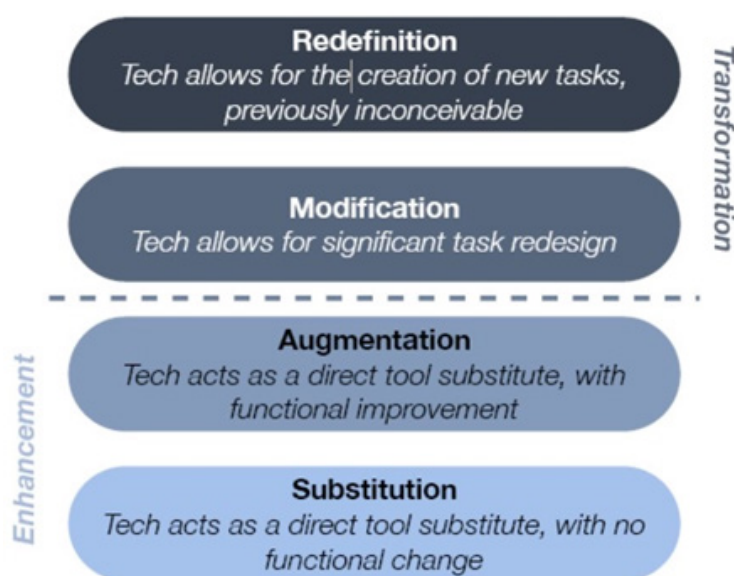 Redefinition
Tech allows for the creation of new tasks,
previously inconceivable
Transformation
Modification
Tech allows for significant task redesign
Augmentation
Tech acts as a direct tool substitute, with
functional improvement
Enhancement
Substitution
Tech acts as a direct tool substitute, with no
functional change